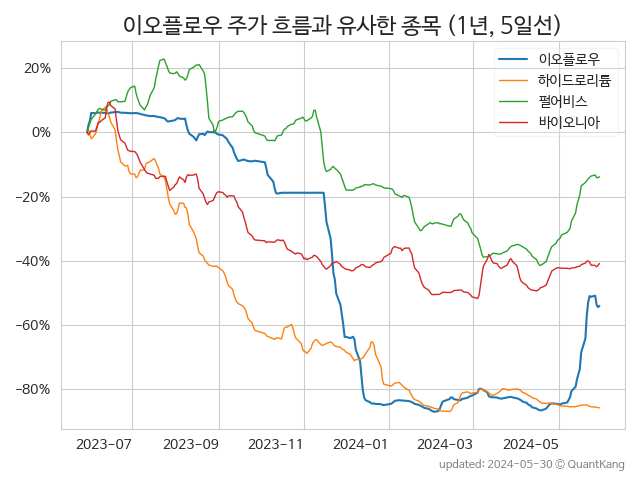 이오플로우 주가 흐름과 유사한 종목 (1년, 5일선)
이오플로우
하이드로리튬
펄어비스
바이오니아
20%
0%
−20%
−40%
−60%
−80%
2023-07 2023-09 2023-11 2024-01 2024-03 2024-05
updated: 2024-05-30 © QuantKang